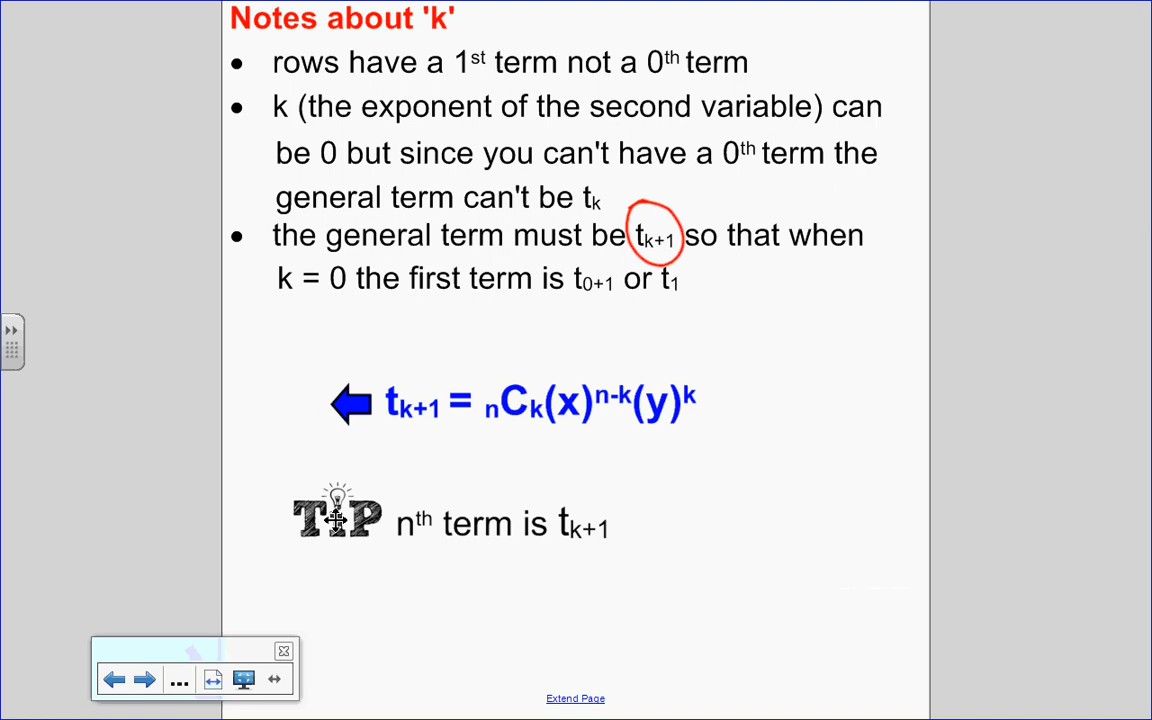 Notes about 'k'
• rows have a 1st term not a 0th term
• k (the exponent of the second variable) can
be 0 but since you can't have a 0th term the
general term can't be tk
• the general term must be tk+1 so that when
k = 0 the first term is t0+1 or t1
tk+1 = nCk(x)n-k(y)k
TIP nth term is tk+1
...
Extend Page